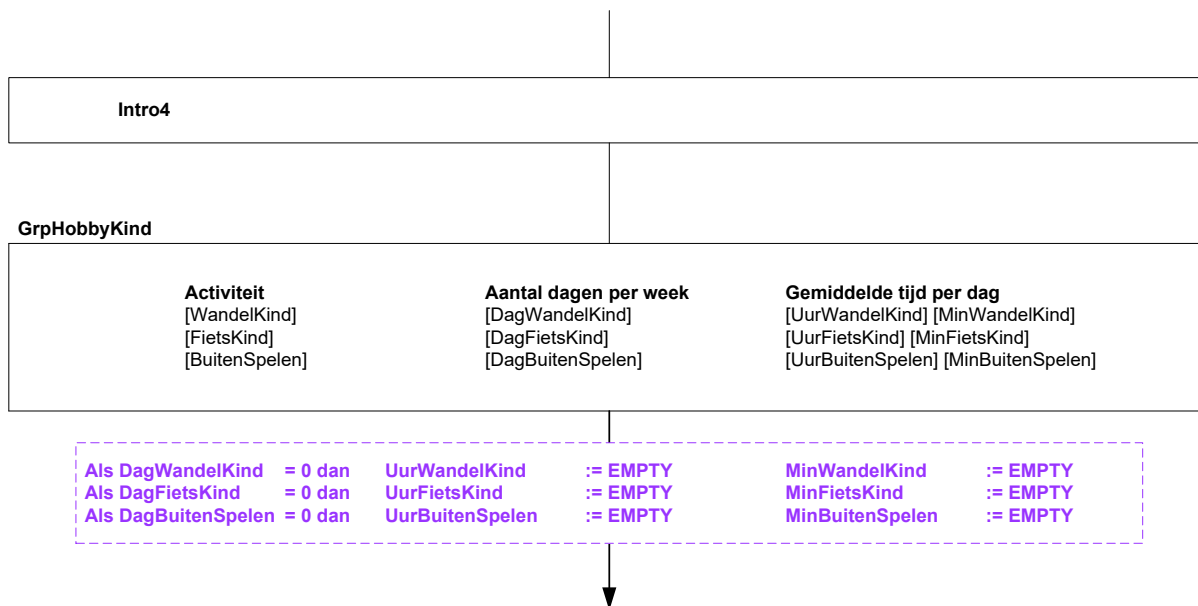 Intro4
GrpHobbyKind
Activiteit Aantal dagen per week Gemiddelde tijd per dag
[WandelKind] [DagWandelKind] [UurWandelKind] [MinWandelKind]
[FietsKind] [DagFietsKind] [UurFietsKind] [MinFietsKind]
[BuitenSpelen] [DagBuitenSpelen] [UurBuitenSpelen] [MinBuitenSpelen]
Als DagWandelKind = 0 dan UurWandelKind := EMPTY MinWandelKind := EMPTY
Als DagFietsKind = 0 dan UurFietsKind := EMPTY MinFietsKind := EMPTY
Als DagBuitenSpelen = 0 dan UurBuitenSpelen := EMPTY MinBuitenSpelen := EMPTY